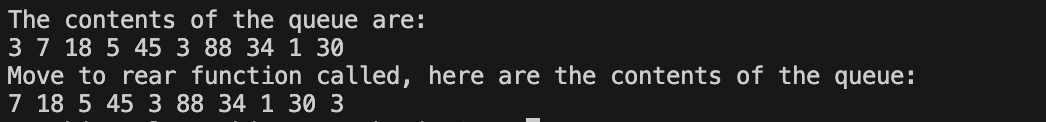 The contents of the queue are:
3 7 18 5 45 3 88 34 1 30
Move to rear function called, here are the contents of the queue:
7 18 5 45 3 88 34 1 30 3